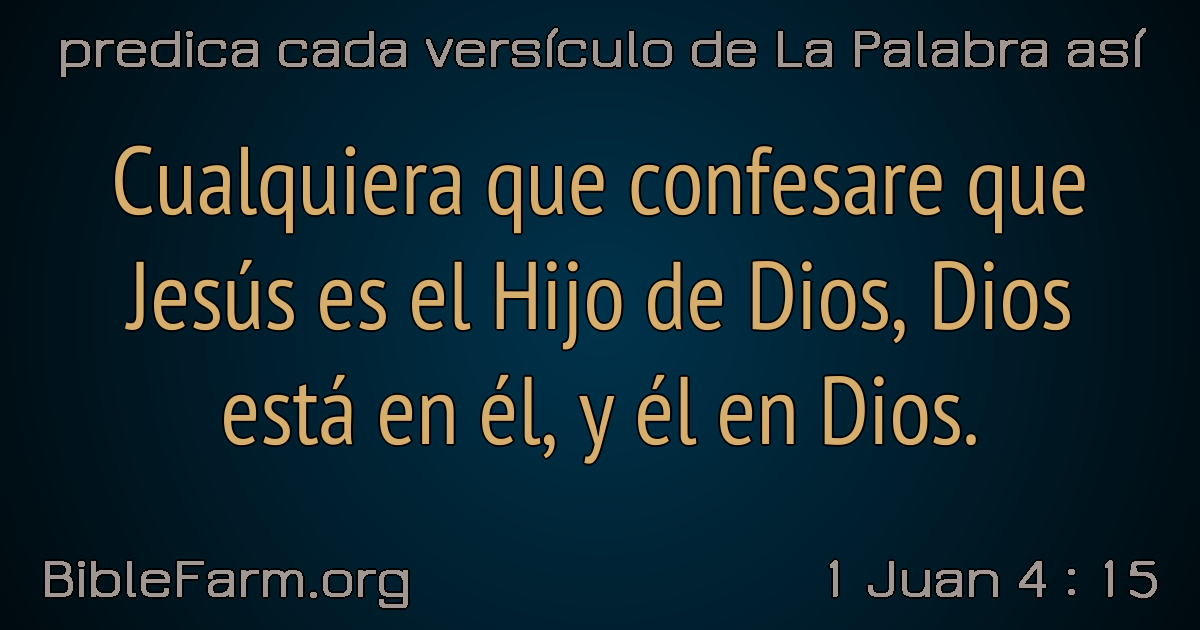 predica cada versículo de La Palabra así
Cualquiera que confesare que
Jesús es el Hijo de Dios, Dios
está en él, y él en Dios.
BibleFarm.org
1 Juan 4 : 15